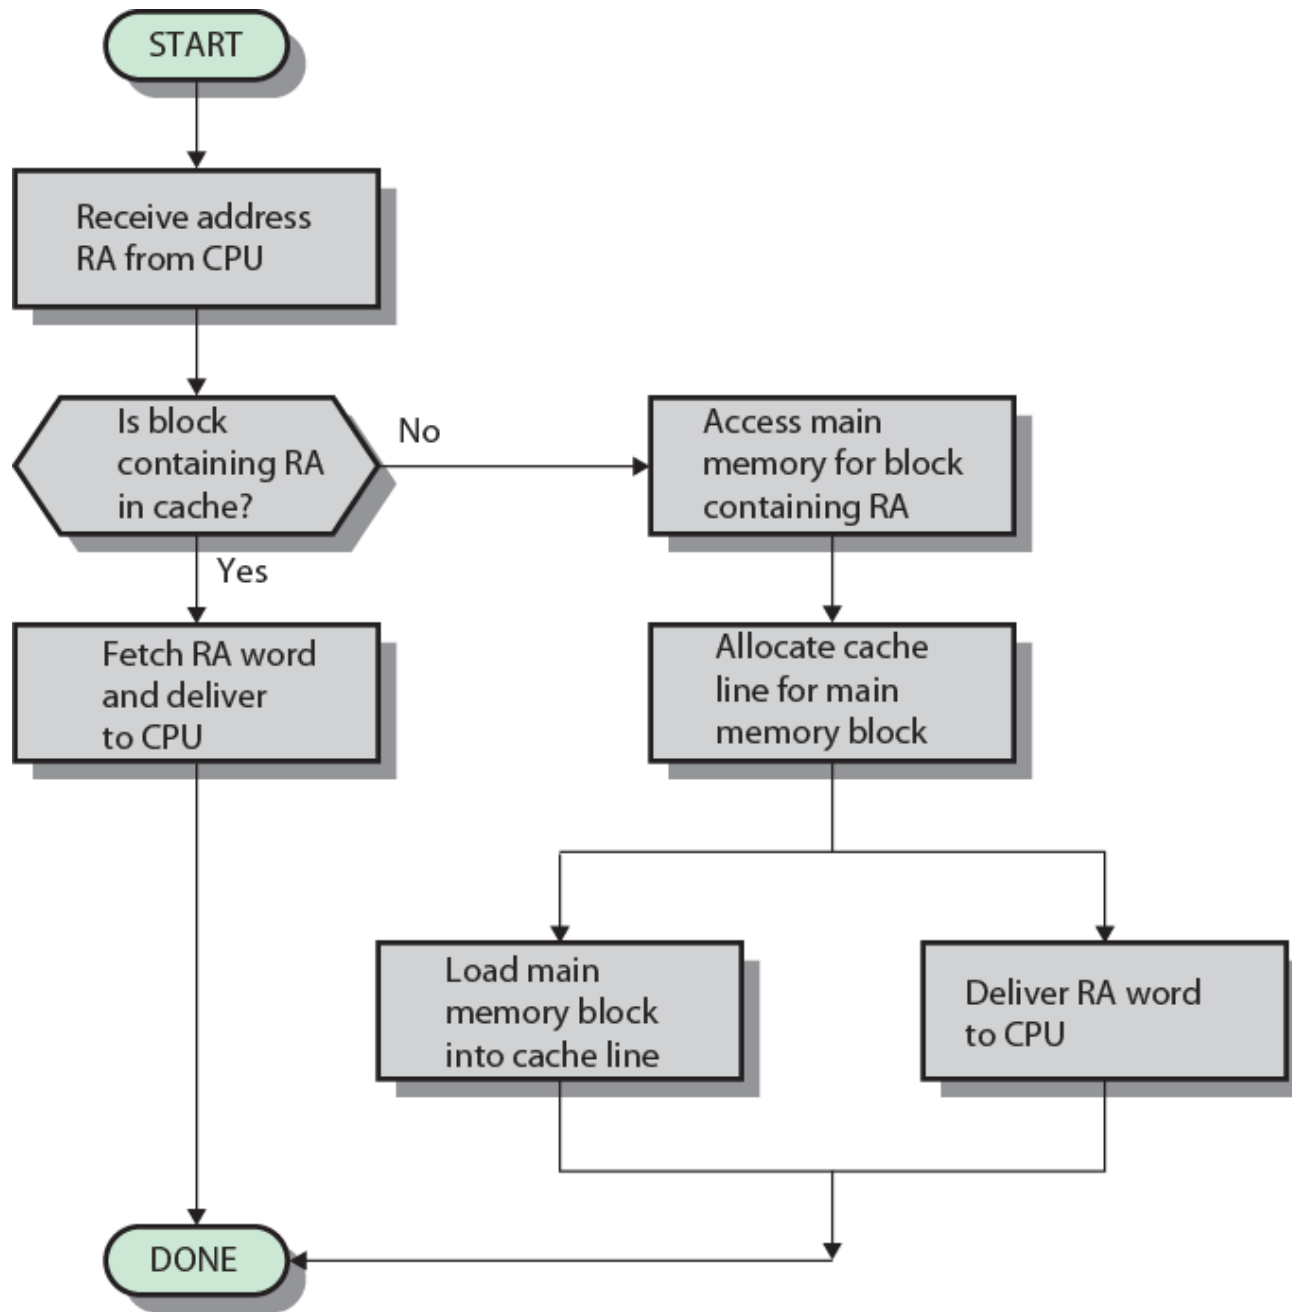 START
Receive address
RA from CPU
Is block
containing RA
in cache?
No
Access main
memory for block
containing RA
Yes
Fetch RA word
and deliver
to CPU
Allocate cache
line for main
memory block
Load main
memory block
into cache line
Deliver RA word
to CPU
DONE